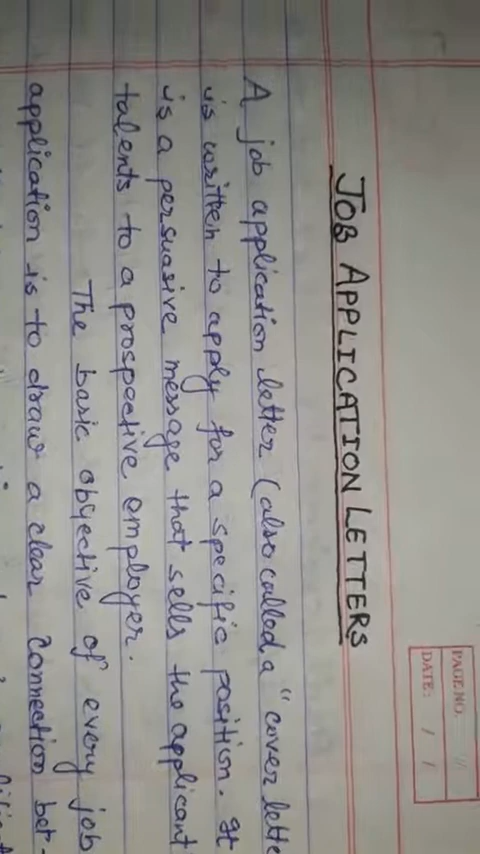 PAGE NO.
DATE: / /
JOB APPLICATION LETTERS
A job application letter (also called a "cover lette
is written to apply for a specific position. It
is a persuasive message that sells the applicant
talents to a prospective employer.
The basic objective of every job
application is to draw a clear connection bet-